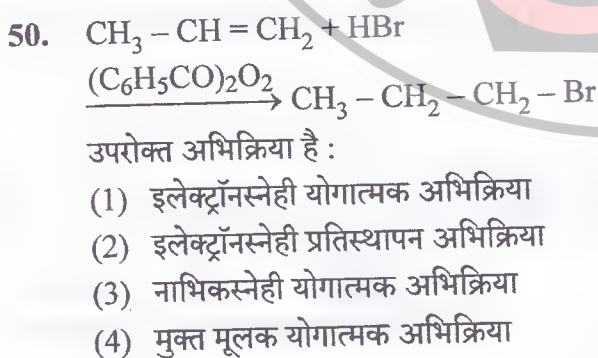 50. CH₃ – CH = CH₂ + HBr
(C₆H₅CO)₂O₂ ⟶ CH₃ – CH₂ – CH₂ – Br
उपरोक्त अभिक्रिया है :
(1) इलेक्ट्रॉनस्नेही योगात्मक अभिक्रिया
(2) इलेक्ट्रॉनस्नेही प्रतिस्थापन अभिक्रिया
(3) नाभिकस्नेही योगात्मक अभिक्रिया
(4) मुक्त मूलक योगात्मक अभिक्रिया